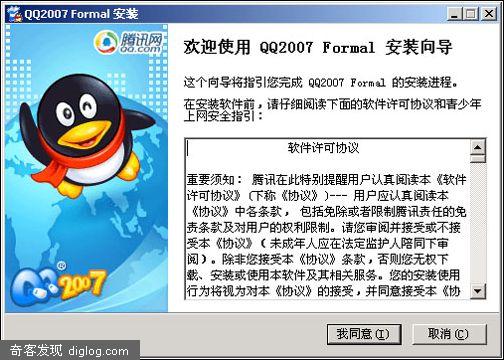 QQ2007 Formal 安装
腾讯网
QQ.com
欢迎使用 QQ2007 Formal 安装向导
这个向导将指引您完成 QQ2007 Formal 的安装进程。
在安装软件前，请仔细阅读下面的软件许可协议和青少年
上网安全指引：
软件许可协议
重要须知： 腾讯在此特别提醒用户认真阅读本《软件
许可协议》(下称《协议》)--- 用户应认真阅读本
《协议》中各条款， 包括免除或者限制腾讯责任的免
责条款及对用户的权利限制。请您审阅并接受或不接
受本《协议》（ 未成年人应在法定监护人陪同下审
阅）。除非您接受本《协议》条款，否则您无权下
载、安装或使用本软件及其相关服务。您的安装使用
行为将视为对本《协议》的接受，并同意接受本《协
QQ 2007
我同意(I)
取消(C)
奇客发现 diglog.com